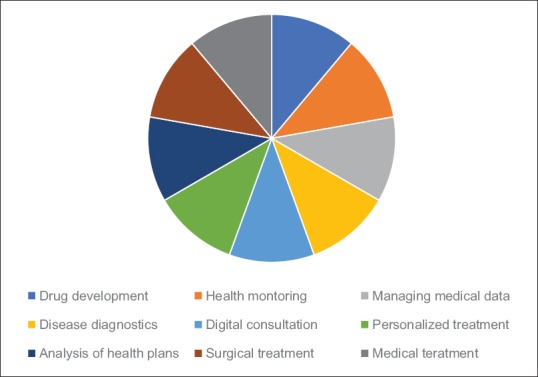 Drug development Health montoring Managing medical data
Disease diagnostics Digital consultation Personalized treatment
Analysis of health plans Surgical treatment Medical teratment